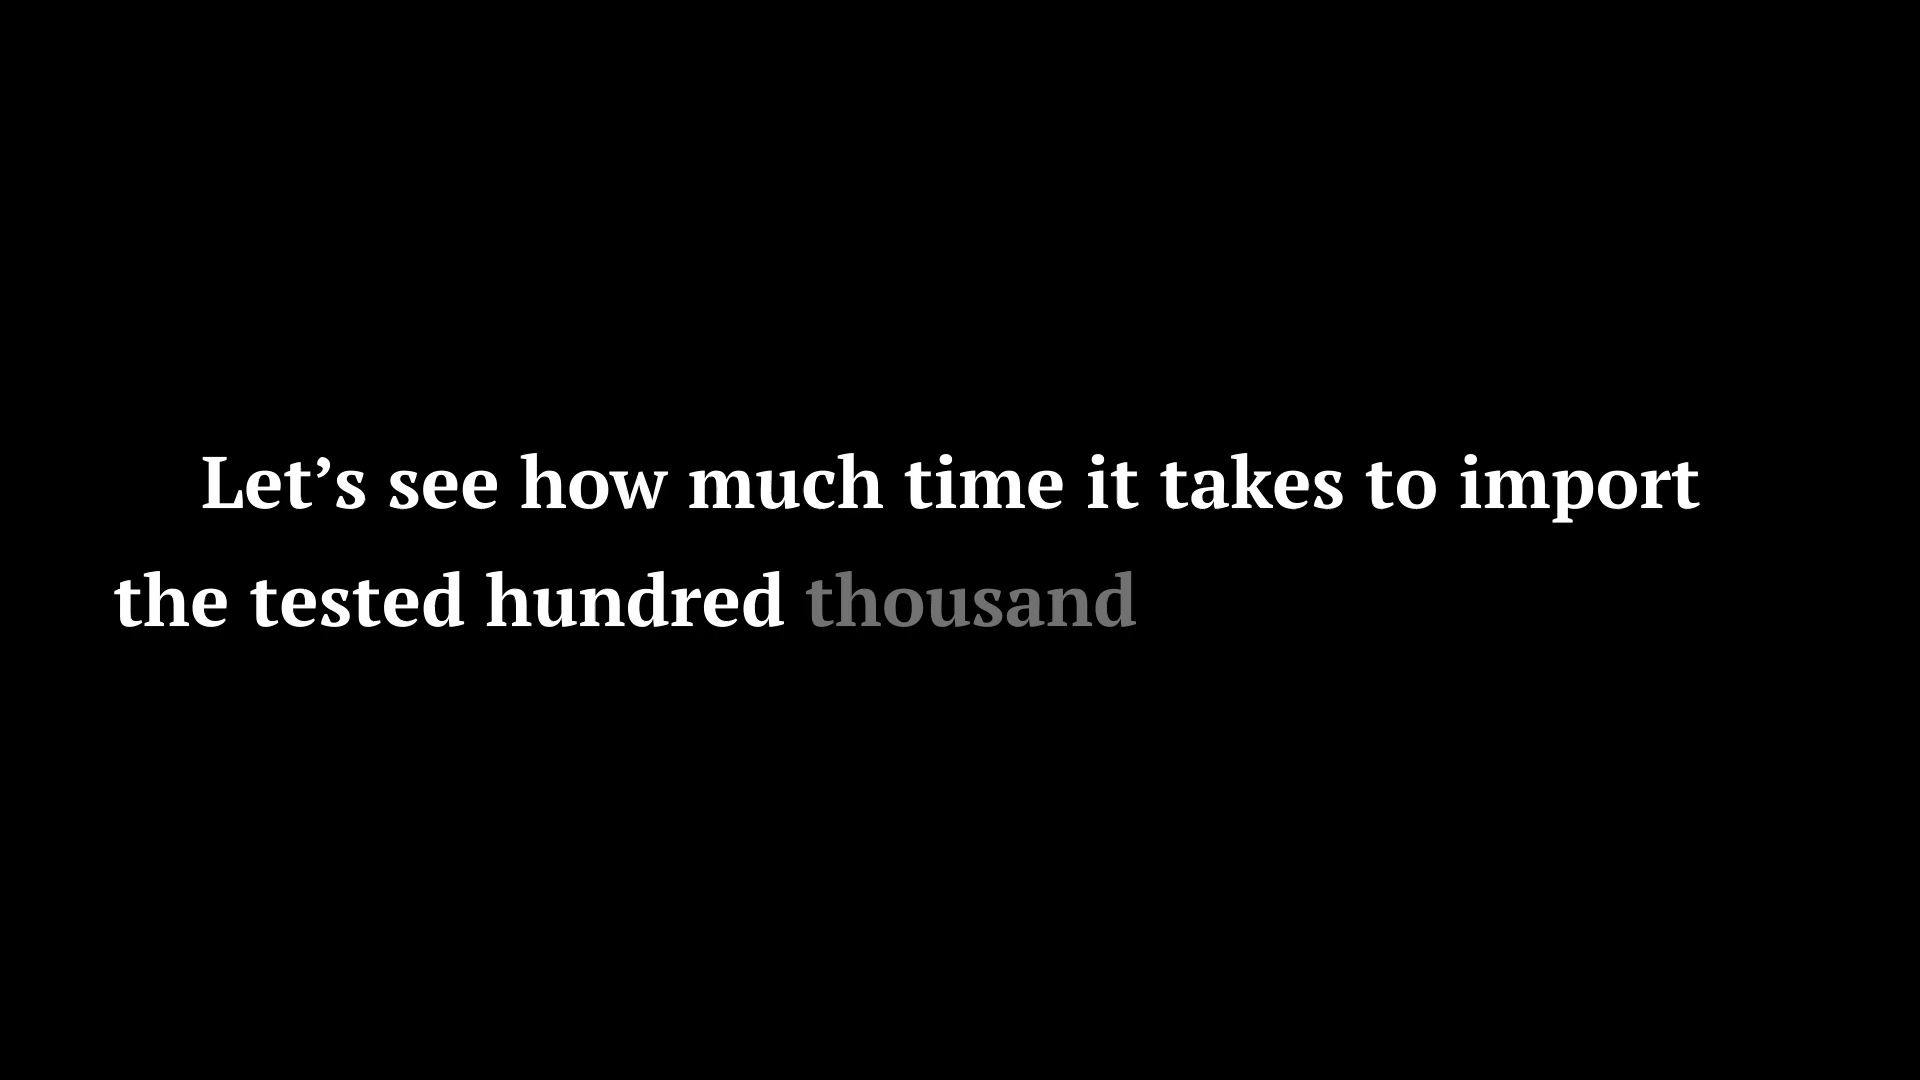 Let’s see how much time it takes to import
the tested hundred thousand